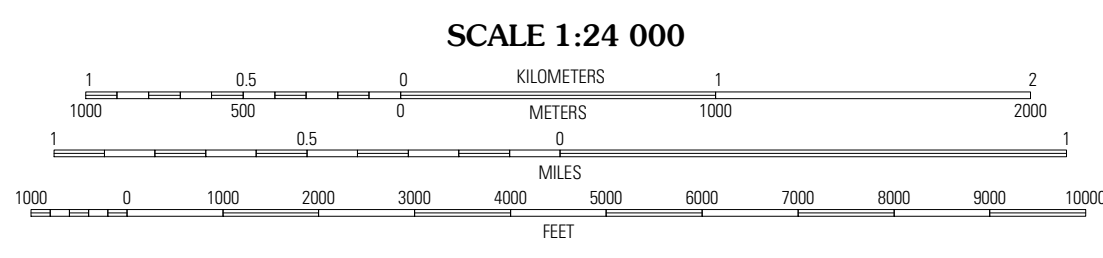 SCALE 1:24 000
1 0.5 0 KILOMETERS 1 2
1000 500 0 METERS 1000 2000
1 0.5 0 1
MILES
1000 0 1000 2000 3000 4000 5000 6000 7000 8000 9000 10000
FEET